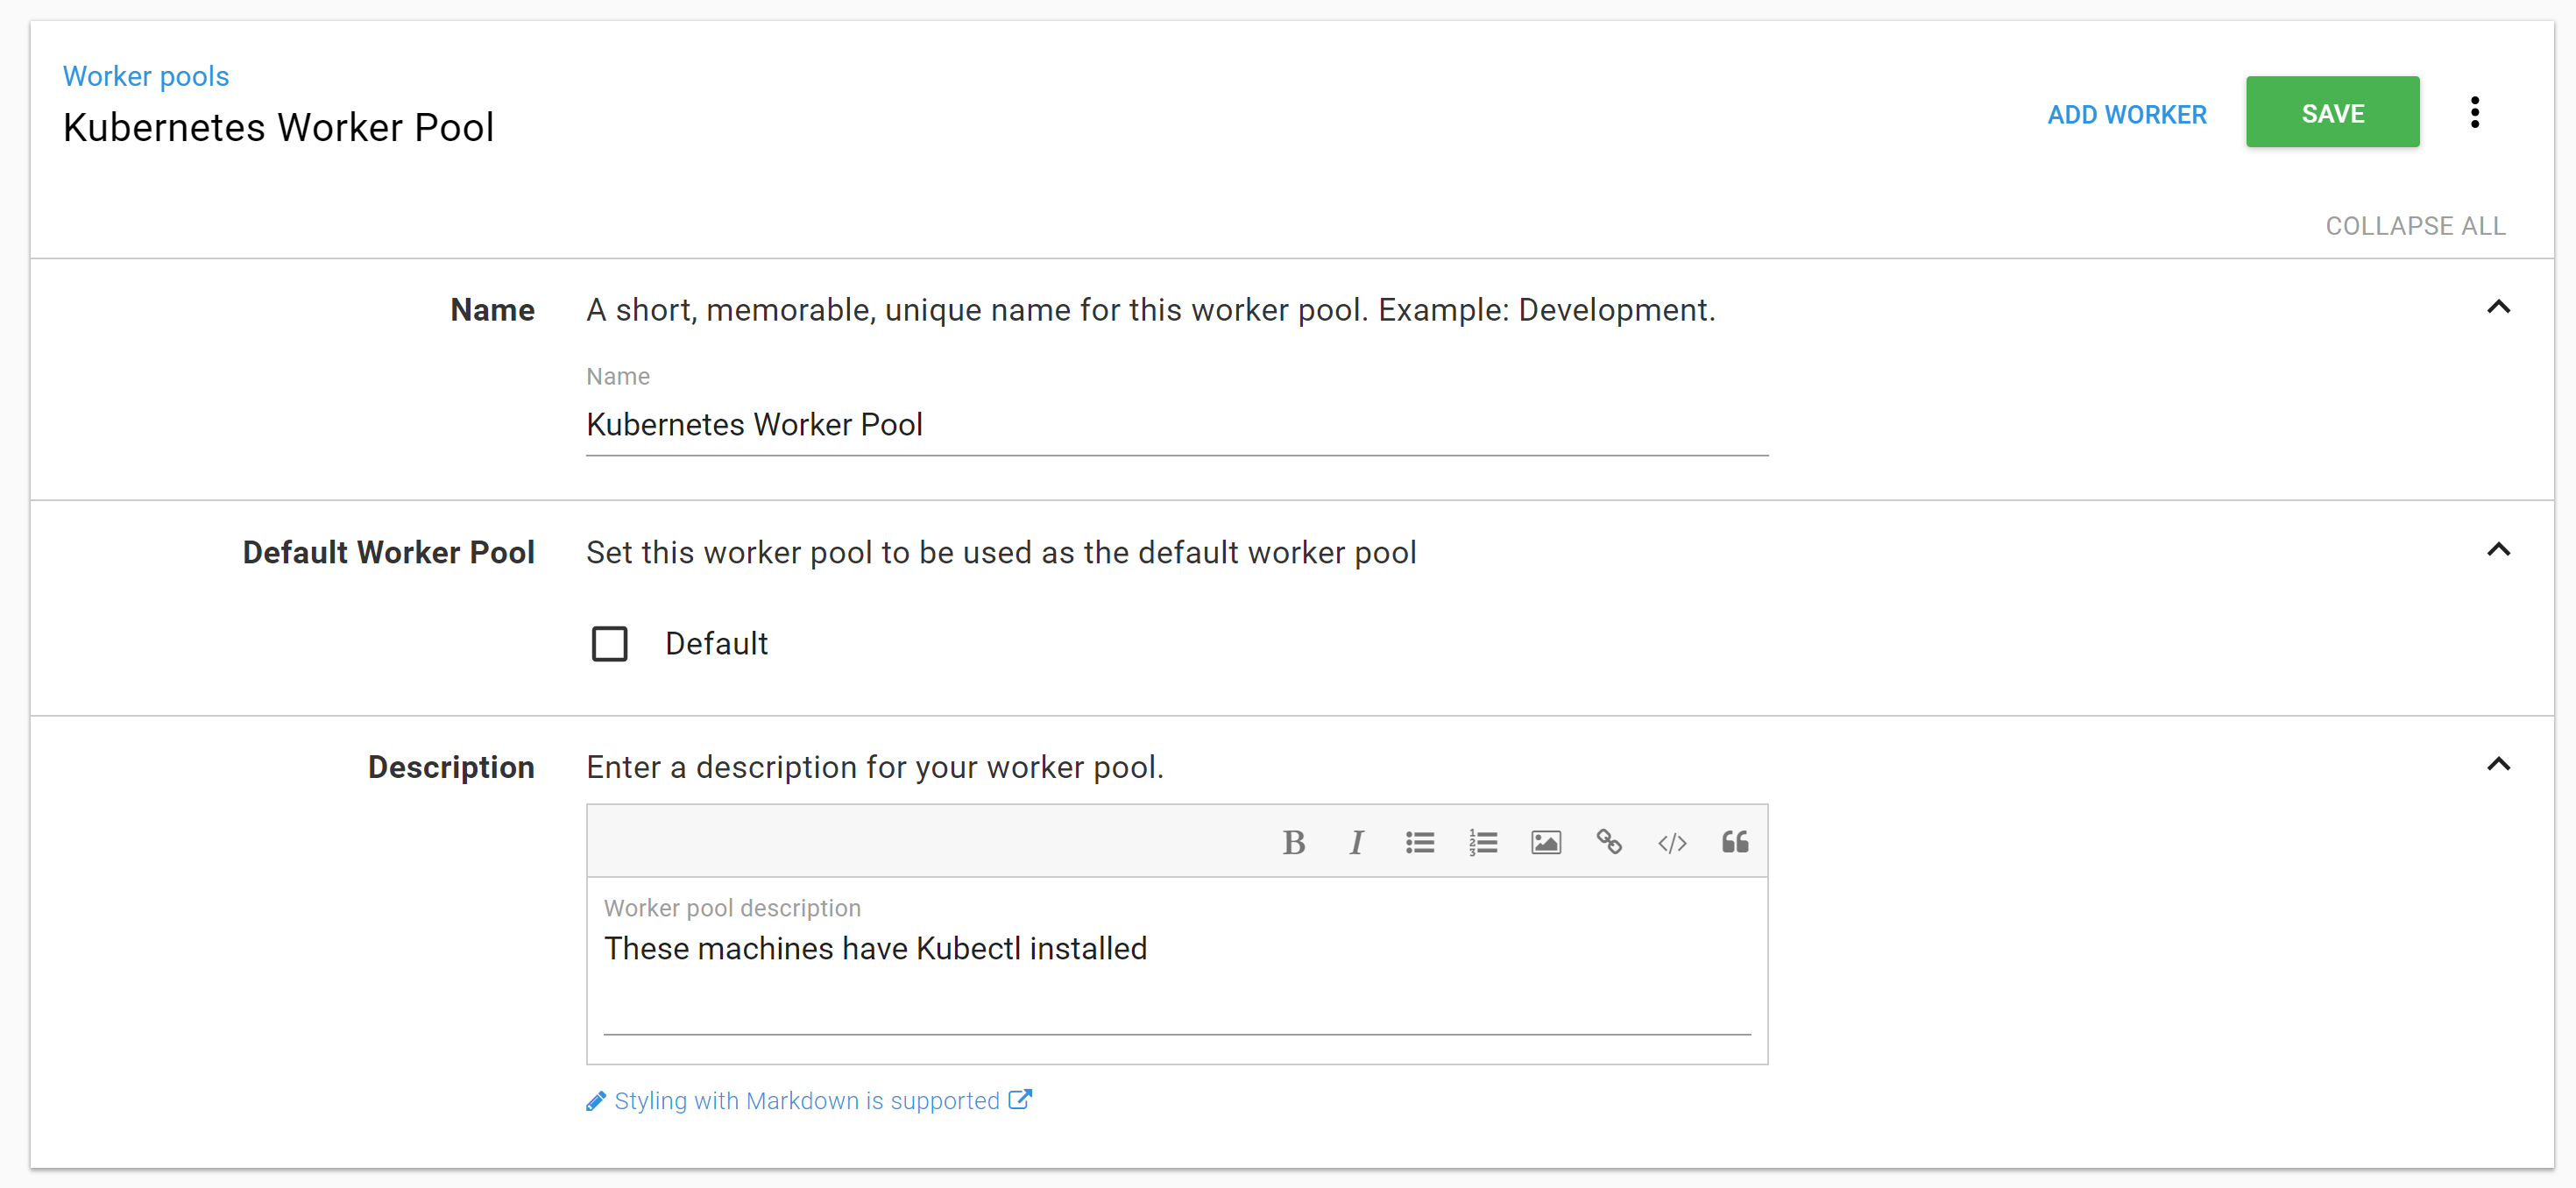 Worker pools
Kubernetes Worker Pool
ADD WORKER
SAVE
COLLAPSE ALL
Name
A short, memorable, unique name for this worker pool. Example: Development.
Name
Kubernetes Worker Pool
Default Worker Pool
Set this worker pool to be used as the default worker pool
Default
Description
Enter a description for your worker pool.
Worker pool description
These machines have Kubectl installed
Styling with Markdown is supported